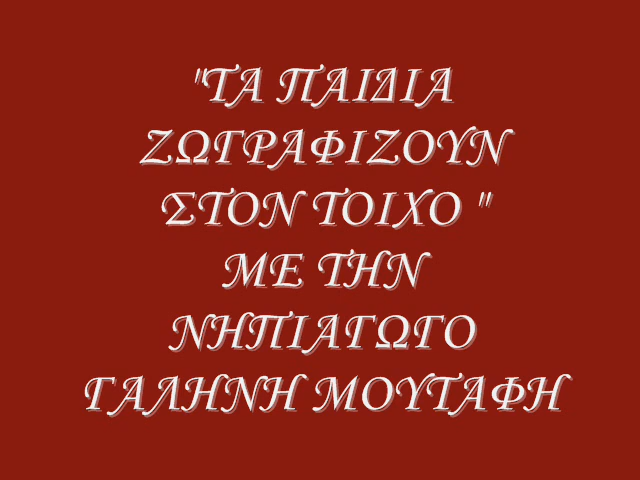 "ΤΑ ΠΑΙΔΙΑ
ΖΩΓΡΑΦΙΖΟΥΝ
ΣΤΟΝ ΤΟΙΧΟ "
ΜΕ ΤΗΝ
ΝΗΠΙΑΓΩΓΟ
ΓΑΛΗΝΗ ΜΟΥΤΑΦΗ